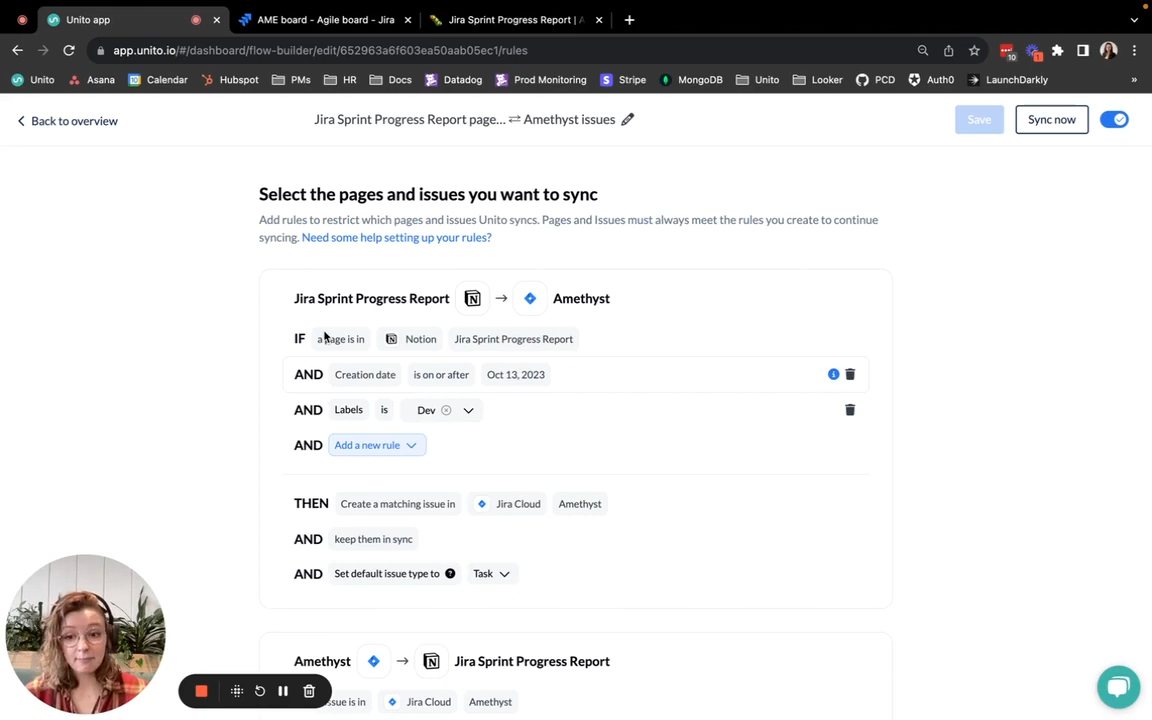 Unito app
AME board - Agile board - Jira
Jira Sprint Progress Report | A
app.unito.io/#/dashboard/flow-builder/edit/652963a6f603ea50aab05ec1/rules
10
1
Unito Asana Calendar Hubspot PMs HR Docs Datadog Prod Monitoring Stripe MongoDB Unito Looker PCD Auth0 LaunchDarkly »
Back to overview
Jira Sprint Progress Report page... ⇄ Amethyst issues
Save
Sync now
Select the pages and issues you want to sync
Add rules to restrict which pages and issues Unito syncs. Pages and Issues must always meet the rules you create to continue
syncing. Need some help setting up your rules?
Jira Sprint Progress Report → Amethyst
IF a page is in Notion Jira Sprint Progress Report
AND Creation date is on or after Oct 13, 2023
AND Labels is Dev
AND Add a new rule
THEN Create a matching issue in Jira Cloud Amethyst
AND keep them in sync
AND Set default issue type to Task
Amethyst → Jira Sprint Progress Report
ssue is in Jira Cloud Amethyst